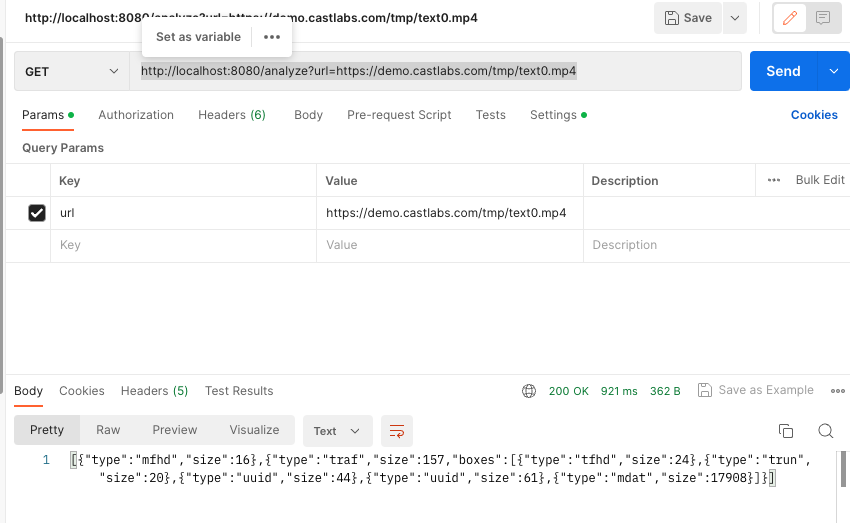 http://localhost:8080/analyze?url=https://demo.castlabs.com/tmp/text0.mp4
Save
Set as variable
GET
http://localhost:8080/analyze?url=https://demo.castlabs.com/tmp/text0.mp4
Send
Params
Authorization
Headers (6)
Body
Pre-request Script
Tests
Settings
Cookies
Query Params
Key
Value
Description
Bulk Edit
url
https://demo.castlabs.com/tmp/text0.mp4
Key
Value
Description
Body
Cookies
Headers (5)
Test Results
200 OK
921 ms
362 B
Save as Example
Pretty
Raw
Preview
Visualize
Text
1
[{"type":"mfhd","size":16},{"type":"traf","size":157,"boxes":[{"type":"tfhd","size":24},{"type":"trun",
"size":20},{"type":"uuid","size":44},{"type":"uuid","size":61},{"type":"mdat","size":17908}]}]